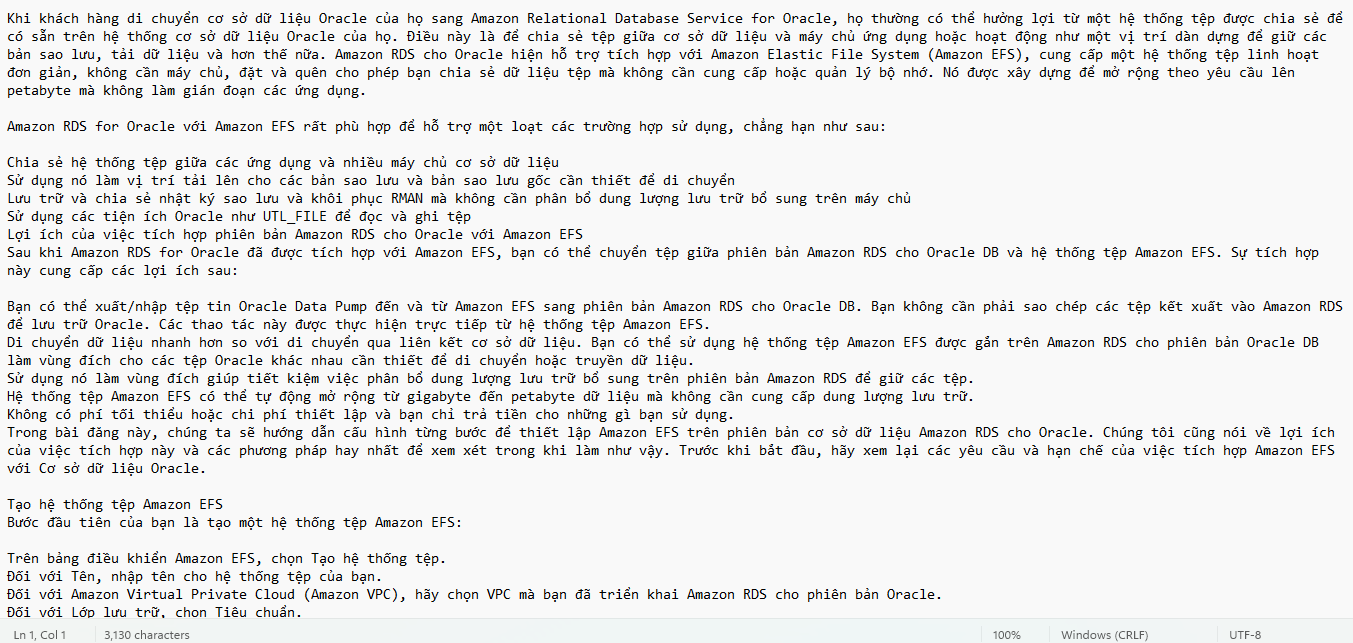 Khi khách hàng di chuyển cơ sở dữ liệu Oracle của họ sang Amazon Relational Database Service for Oracle, họ thường có thể hưởng lợi từ một hệ thống tệp được chia sẻ để
có sẵn trên hệ thống cơ sở dữ liệu Oracle của họ. Điều này là để chia sẻ tệp giữa cơ sở dữ liệu và máy chủ ứng dụng hoặc hoạt động như một vị trí dàn dựng để giữ các
bản sao lưu, tải dữ liệu và hơn thế nữa. Amazon RDS cho Oracle hiện hỗ trợ tích hợp với Amazon Elastic File System (Amazon EFS), cung cấp một hệ thống tệp linh hoạt
đơn giản, không cần máy chủ, đặt và quên cho phép bạn chia sẻ dữ liệu tệp mà không cần cung cấp hoặc quản lý bộ nhớ. Nó được xây dựng để mở rộng theo yêu cầu lên
petabyte mà không làm gián đoạn các ứng dụng.

Amazon RDS for Oracle với Amazon EFS rất phù hợp để hỗ trợ một loạt các trường hợp sử dụng, chẳng hạn như sau:

Chia sẻ hệ thống tệp giữa các ứng dụng và nhiều máy chủ cơ sở dữ liệu
Sử dụng nó làm vị trí tải lên cho các bản sao lưu và bản sao lưu gốc cần thiết để di chuyển
Lưu trữ và chia sẻ nhật ký sao lưu và khôi phục RMAN mà không cần phân bổ dung lượng lưu trữ bổ sung trên máy chủ
Sử dụng các tiện ích Oracle như UTL_FILE để đọc và ghi tệp
Lợi ích của việc tích hợp phiên bản Amazon RDS cho Oracle với Amazon EFS
Sau khi Amazon RDS for Oracle đã được tích hợp với Amazon EFS, bạn có thể chuyển tệp giữa phiên bản Amazon RDS cho Oracle DB và hệ thống tệp Amazon EFS. Sự tích hợp
này cung cấp các lợi ích sau:

Bạn có thể xuất/nhập tệp tin Oracle Data Pump đến và từ Amazon EFS sang phiên bản Amazon RDS cho Oracle DB. Bạn không cần phải sao chép các tệp kết xuất vào Amazon RDS
để lưu trữ Oracle. Các thao tác này được thực hiện trực tiếp từ hệ thống tệp Amazon EFS.
Di chuyển dữ liệu nhanh hơn so với di chuyển qua liên kết cơ sở dữ liệu. Bạn có thể sử dụng hệ thống tệp Amazon EFS được gắn trên Amazon RDS cho phiên bản Oracle DB
làm vùng đích cho các tệp Oracle khác nhau cần thiết để di chuyển hoặc truyền dữ liệu.
Sử dụng nó làm vùng đích giúp tiết kiệm việc phân bổ dung lượng lưu trữ bổ sung trên phiên bản Amazon RDS để giữ các tệp.
Hệ thống tệp Amazon EFS có thể tự động mở rộng từ gigabyte đến petabyte dữ liệu mà không cần cung cấp dung lượng lưu trữ.
Không có phí tối thiểu hoặc chi phí thiết lập và bạn chỉ trả tiền cho những gì bạn sử dụng.
Trong bài đăng này, chúng ta sẽ hướng dẫn cấu hình từng bước để thiết lập Amazon EFS trên phiên bản cơ sở dữ liệu Amazon RDS cho Oracle. Chúng tôi cũng nói về lợi ích
của việc tích hợp này và các phương pháp hay nhất để xem xét trong khi làm như vậy. Trước khi bắt đầu, hãy xem lại các yêu cầu và hạn chế của việc tích hợp Amazon EFS
với Cơ sở dữ liệu Oracle.

Tạo hệ thống tệp Amazon EFS
Bước đầu tiên của bạn là tạo một hệ thống tệp Amazon EFS:

Trên bảng điều khiển Amazon EFS, chọn Tạo hệ thống tệp.
Đối với Tên, nhập tên cho hệ thống tệp của bạn.
Đối với Amazon Virtual Private Cloud (Amazon VPC), hãy chọn VPC mà bạn đã triển khai Amazon RDS cho phiên bản Oracle.
Đối với Lớp lưu trữ, chọn Tiêu chuẩn.
Ln 1, Col 1 3,130 characters 100% Windows (CRLF) UTF-8